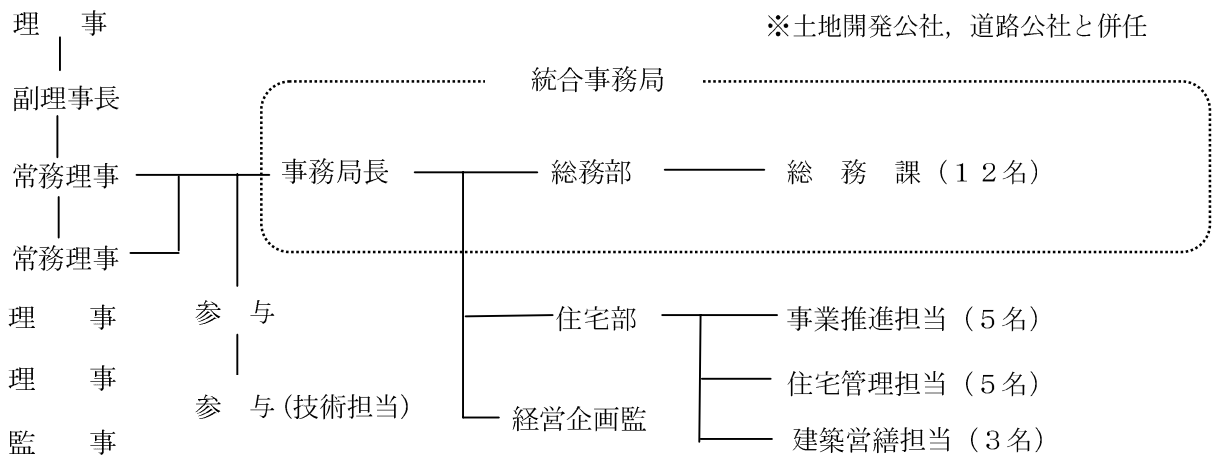 理　事
※土地開発公社，道路公社と併任
統合事務局
副理事長
常務理事
事務局長
総務部
総　務　課（１２名）
常務理事
理　　事
参　与
住宅部
事業推進担当（５名）
理　　事
住宅管理担当（５名）
参　与(技術担当）
経営企画監
監　　事
建築営繕担当（３名）